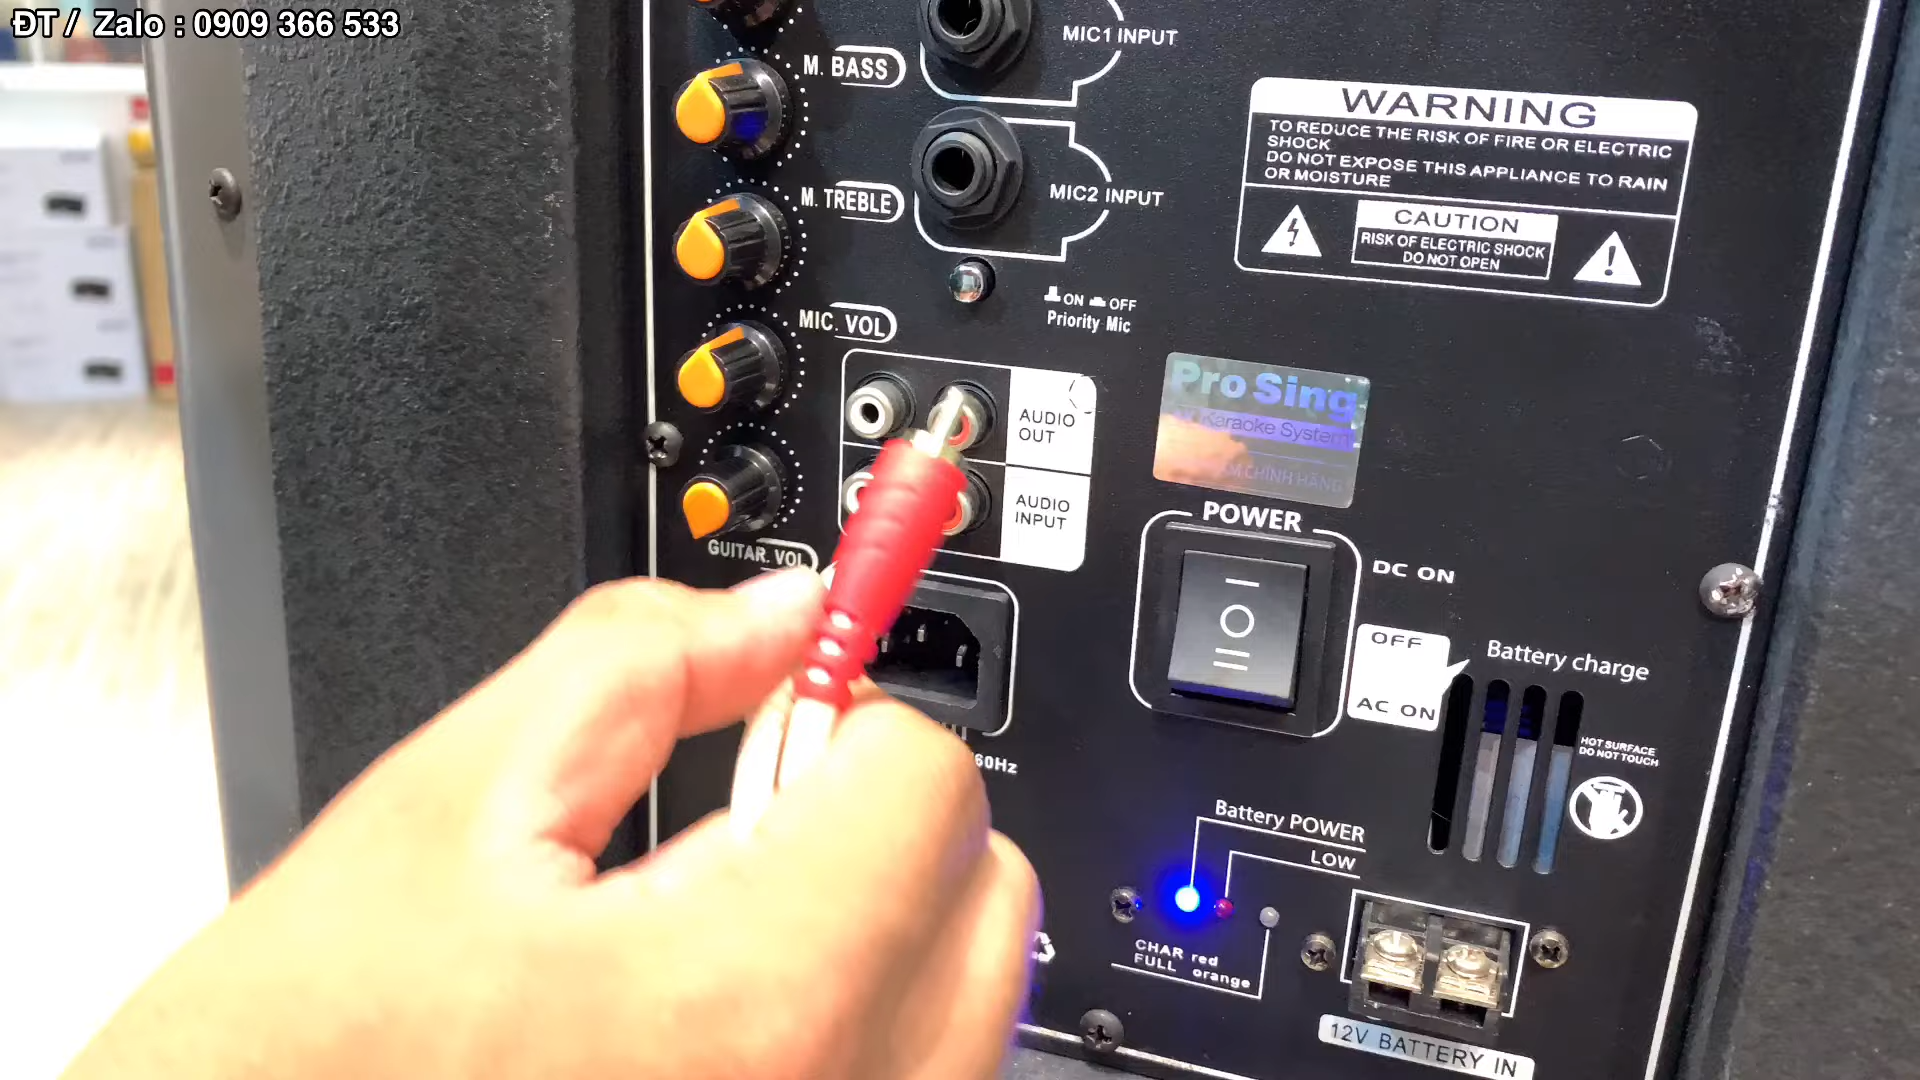 ĐT / Zalo : 0909 366 533
MIC1 INPUT
M. BASS
WARNING
TO REDUCE THE RISK OF FIRE OR ELECTRIC
SHOCK
DO NOT EXPOSE THIS APPLIANCE TO RAIN
OR MOISTURE
M. TREBLE
MIC2 INPUT
CAUTION
RISK OF ELECTRIC SHOCK
DO NOT OPEN
ON OFF
Priority Mic
MIC. VOL
Pro Sing
Karaoke System
CHÍNH HÃNG
AUDIO
OUT
AUDIO
INPUT
POWER
GUITAR. VOL
DC ON
OFF
AC ON
Battery charge
HOT SURFACE
DO NOT TOUCH
60Hz
Battery POWER
LOW
CHAR red
FULL orange
12V BATTERY IN